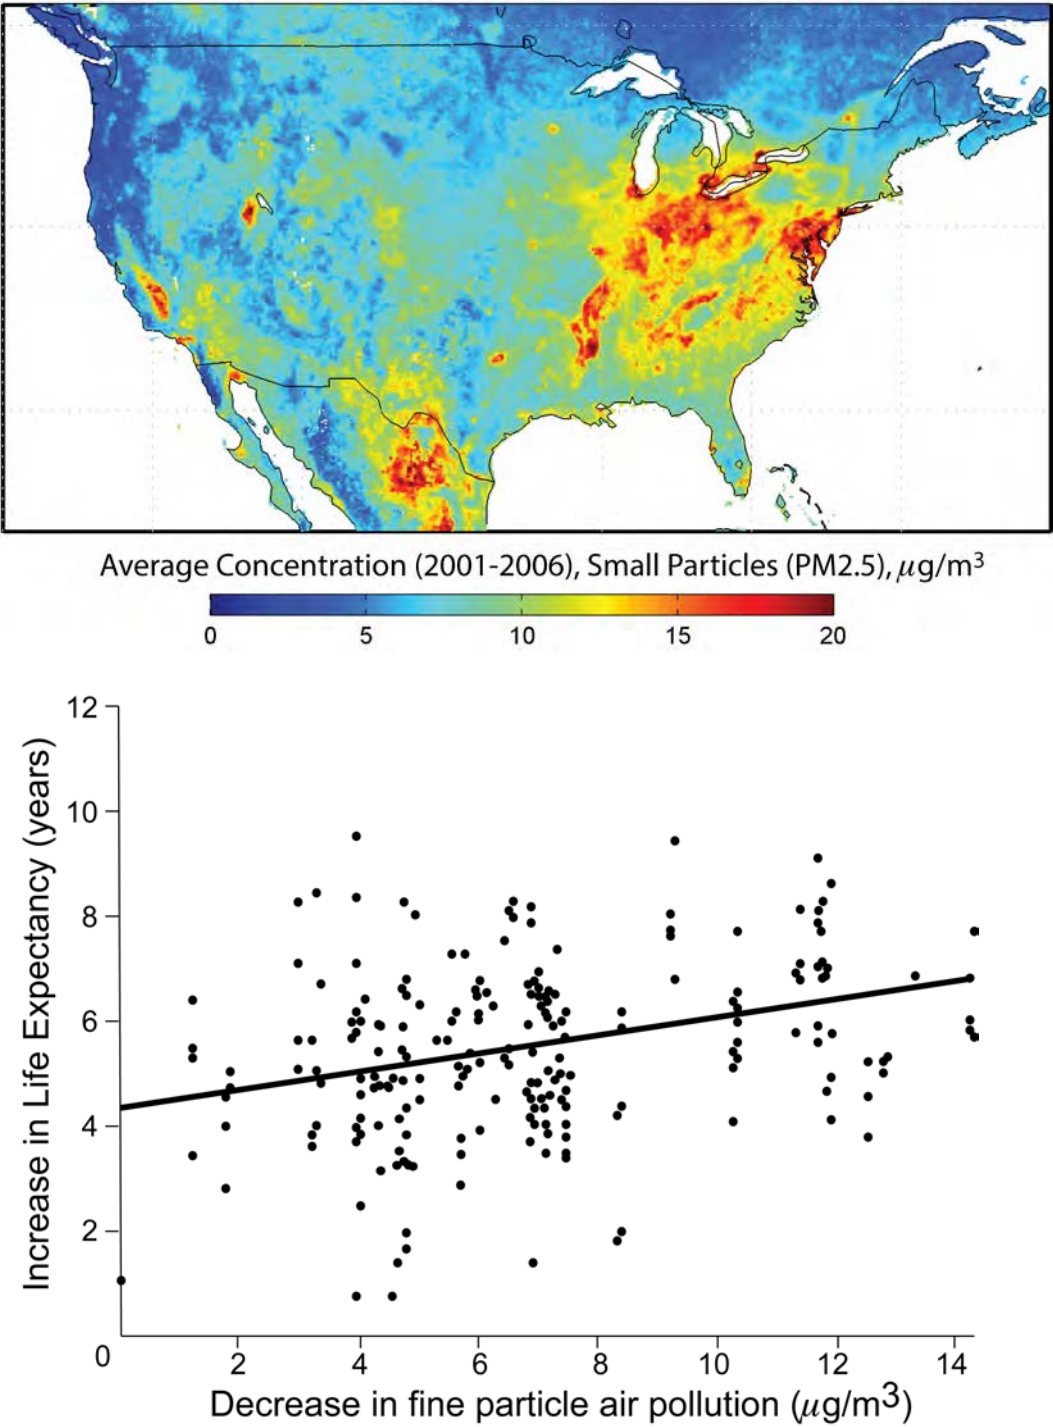 Average Concentration (2001-2006), Small Particles (PM2.5), μg/m³
0 5 10 15 20
12
10
8
6
4
2
0
Increase in Life Expectancy (years)
2 4 6 8 10 12 14
Decrease in fine particle air pollution (μg/m³)